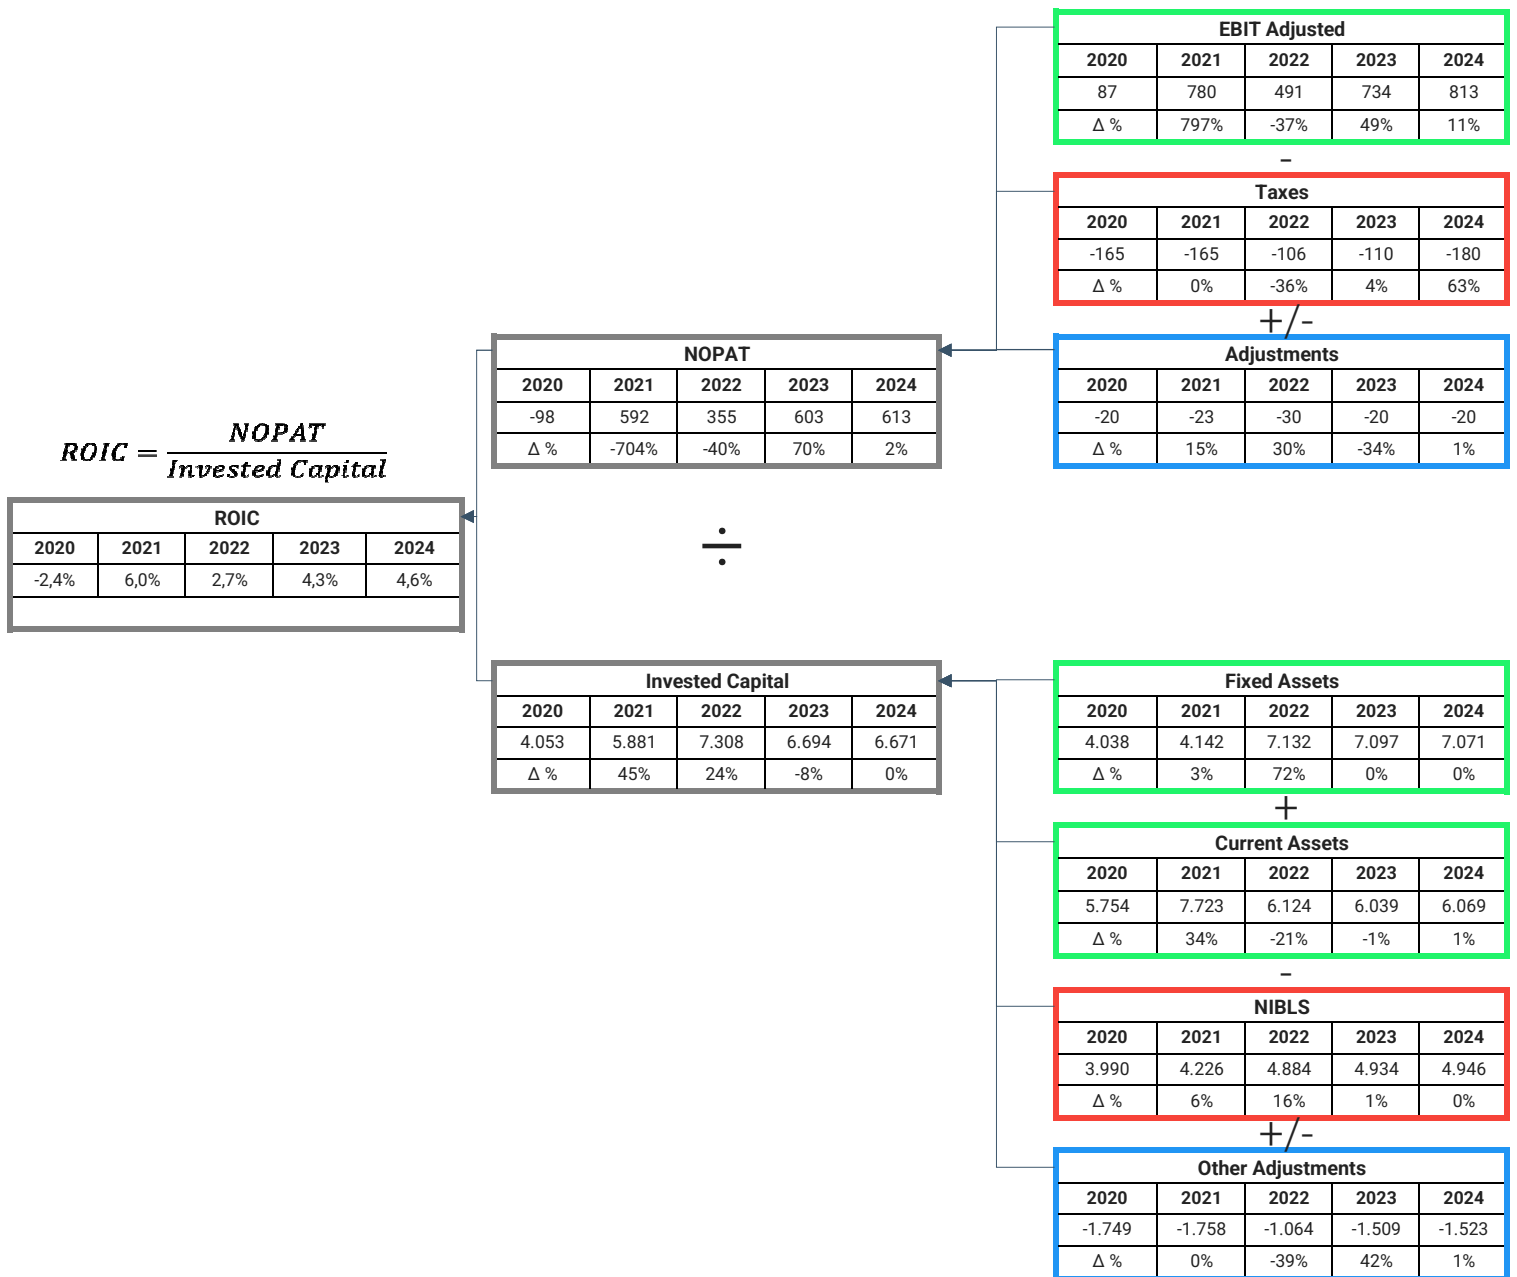 EBIT Adjusted
2020 2021 2022 2023 2024
87 780 491 734 813
Δ % 797% -37% 49% 11%
-
Taxes
2020 2021 2022 2023 2024
-165 -165 -106 -110 -180
Δ % 0% -36% 4% 63%
+/-
Adjustments
2020 2021 2022 2023 2024
-20 -23 -30 -20 -20
Δ % 15% 30% -34% 1%
NOPAT
2020 2021 2022 2023 2024
-98 592 355 603 613
Δ % -704% -40% 70% 2%
ROIC = NOPAT
Invested Capital
ROIC
2020 2021 2022 2023 2024
-2,4% 6,0% 2,7% 4,3% 4,6%
÷
Invested Capital
2020 2021 2022 2023 2024
4.053 5.881 7.308 6.694 6.671
Δ % 45% 24% -8% 0%
Fixed Assets
2020 2021 2022 2023 2024
4.038 4.142 7.132 7.097 7.071
Δ % 3% 72% 0% 0%
+
Current Assets
2020 2021 2022 2023 2024
5.754 7.723 6.124 6.039 6.069
Δ % 34% -21% -1% 1%
-
NIBLS
2020 2021 2022 2023 2024
3.990 4.226 4.884 4.934 4.946
Δ % 6% 16% 1% 0%
+/-
Other Adjustments
2020 2021 2022 2023 2024
-1.749 -1.758 -1.064 -1.509 -1.523
Δ % 0% -39% 42% 1%